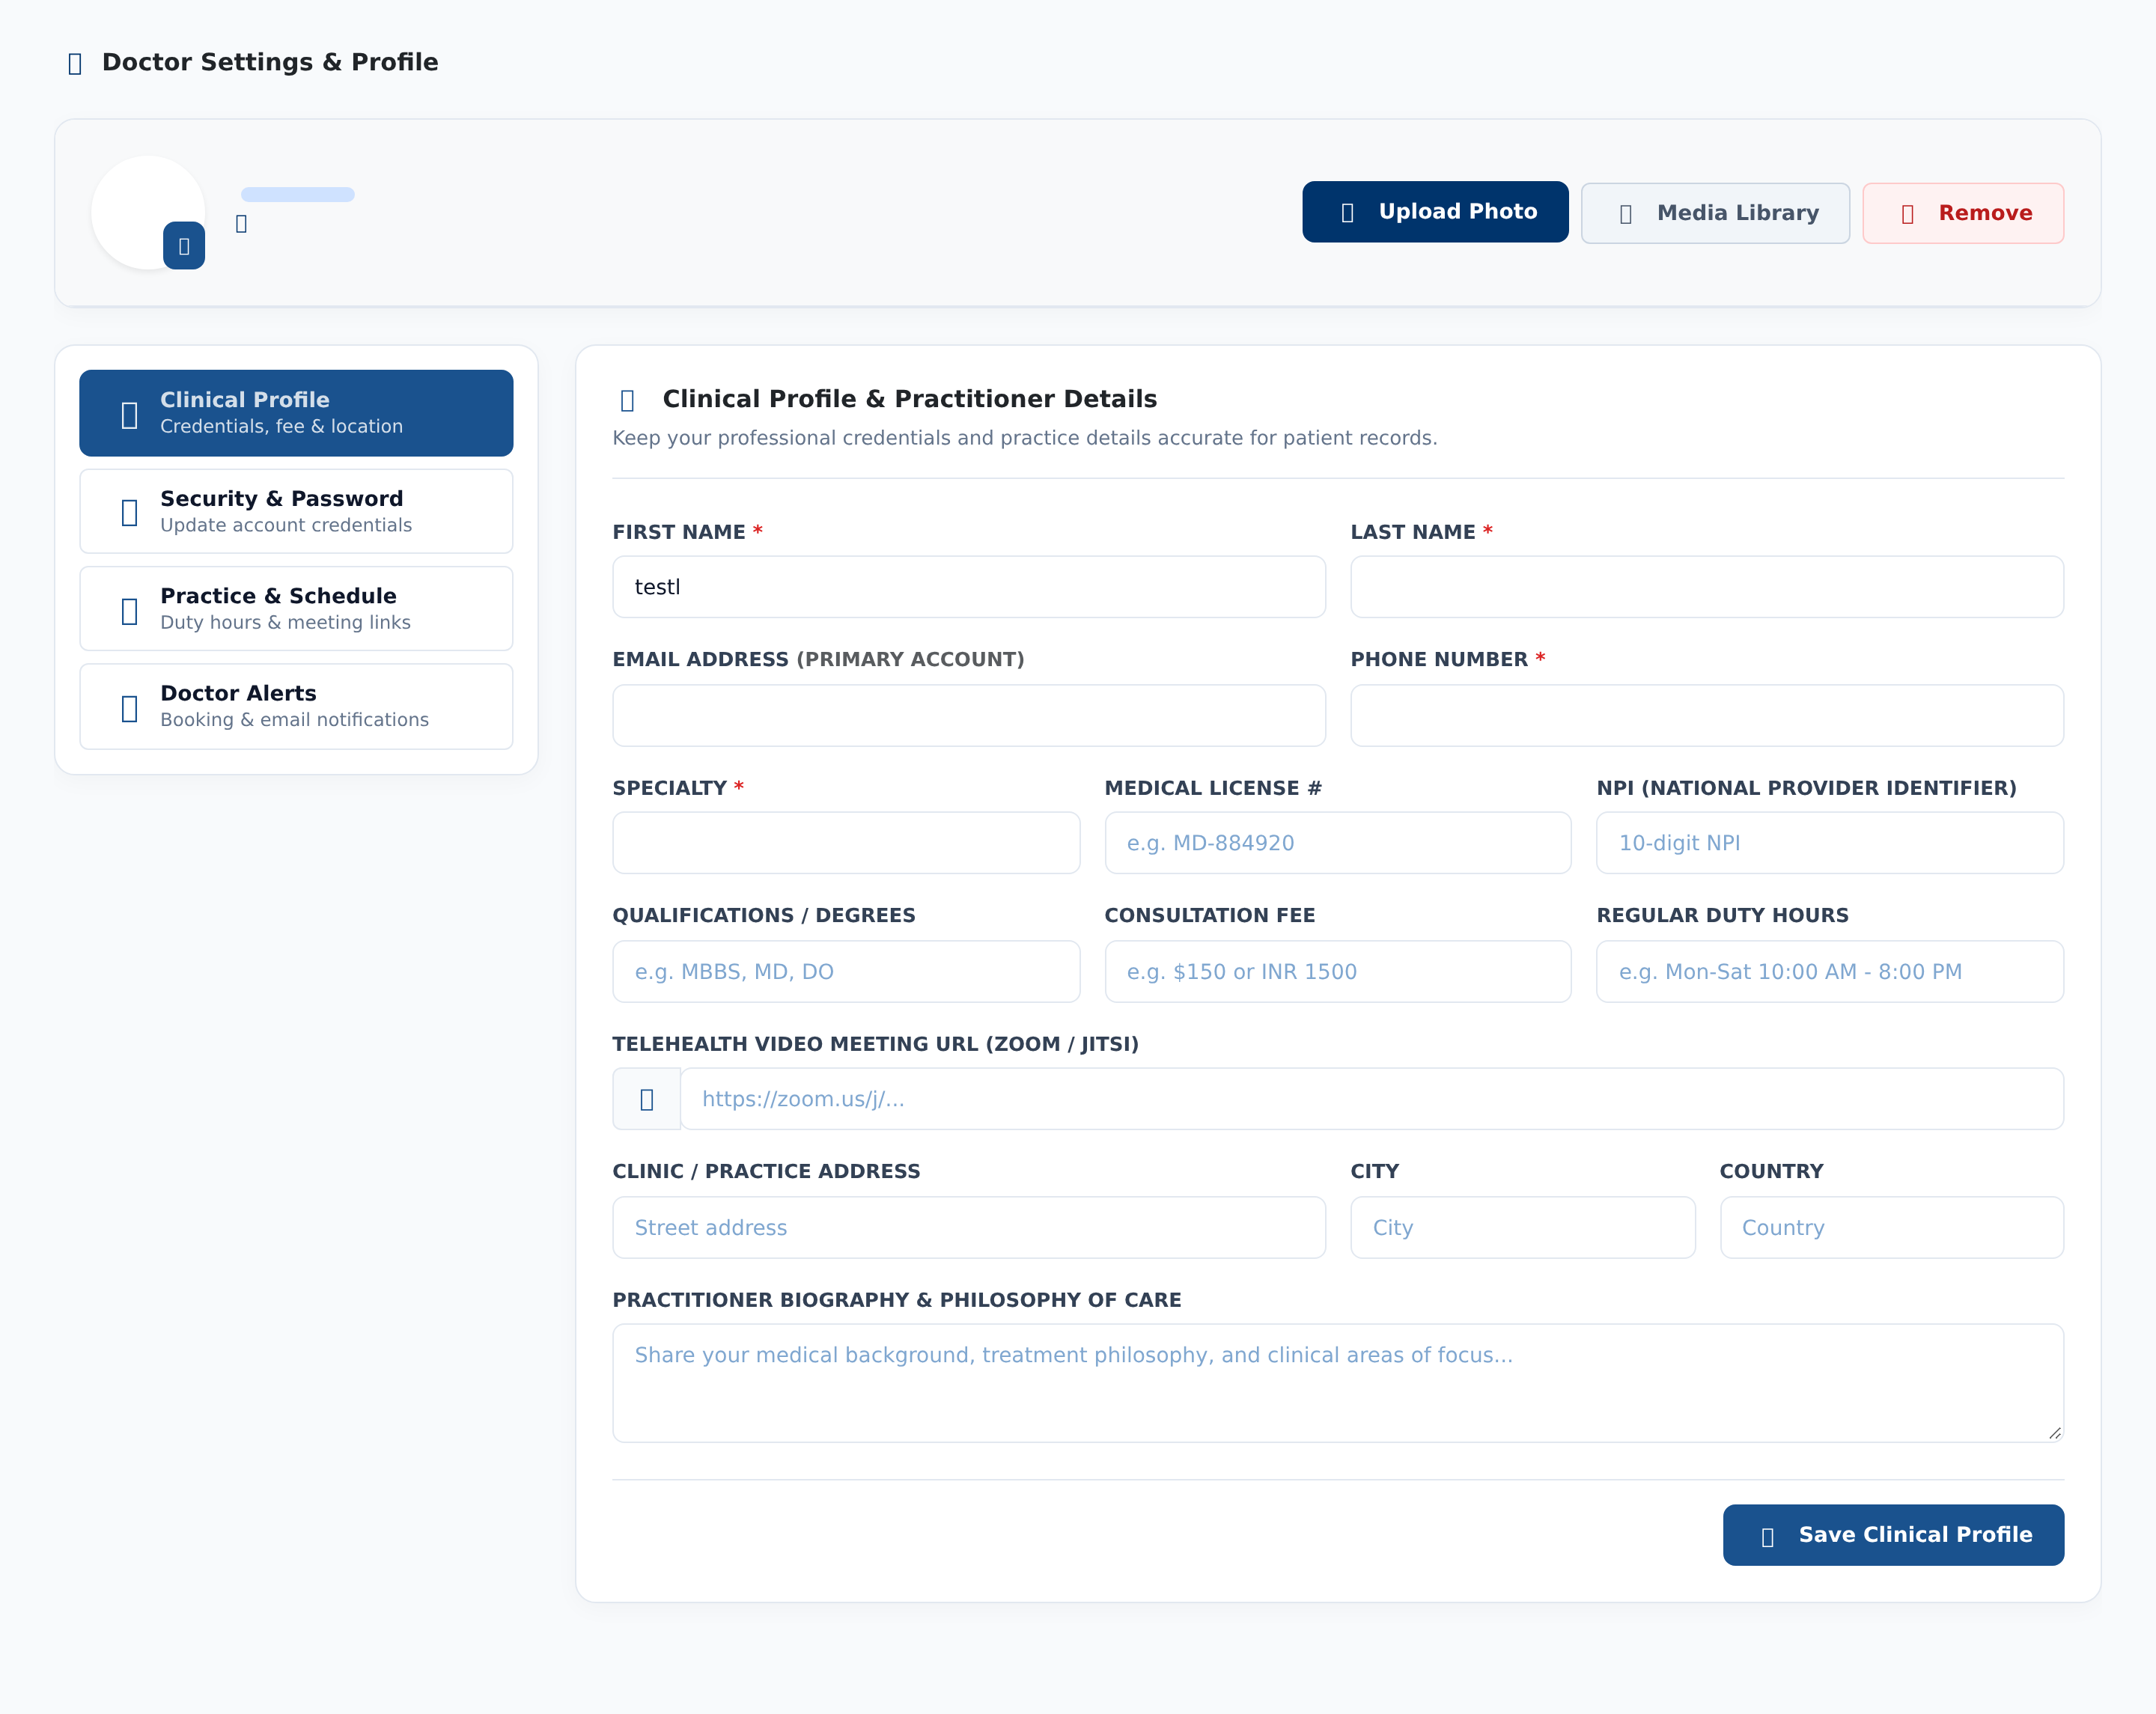 Doctor Settings & Profile
Upload Photo
Media Library
Remove
Clinical Profile
Credentials, fee & location
Security & Password
Update account credentials
Practice & Schedule
Duty hours & meeting links
Doctor Alerts
Booking & email notifications
Clinical Profile & Practitioner Details
Keep your professional credentials and practice details accurate for patient records.
FIRST NAME *
LAST NAME *
testl
EMAIL ADDRESS (PRIMARY ACCOUNT)
PHONE NUMBER *
SPECIALTY *
MEDICAL LICENSE #
NPI (NATIONAL PROVIDER IDENTIFIER)
e.g. MD-884920
10-digit NPI
QUALIFICATIONS / DEGREES
CONSULTATION FEE
REGULAR DUTY HOURS
e.g. MBBS, MD, DO
e.g. $150 or INR 1500
e.g. Mon-Sat 10:00 AM - 8:00 PM
TELEHEALTH VIDEO MEETING URL (ZOOM / JITSI)
https://zoom.us/j/...
CLINIC / PRACTICE ADDRESS
CITY
COUNTRY
Street address
City
Country
PRACTITIONER BIOGRAPHY & PHILOSOPHY OF CARE
Share your medical background, treatment philosophy, and clinical areas of focus...
Save Clinical Profile